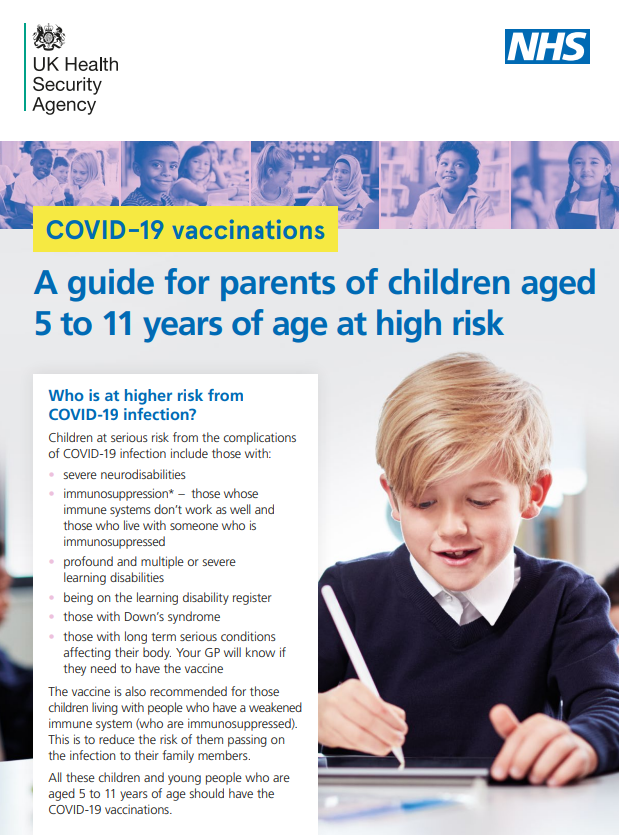 UK Health
Security
Agency
NHS
COVID-19 vaccinations
A guide for parents of children aged
5 to 11 years of age at high risk
Who is at higher risk from
COVID-19 infection?
Children at serious risk from the complications
of COVID-19 infection include those with:
• severe neurodisabilities
• immunosuppression* – those whose
immune systems don’t work as well and
those who live with someone who is
immunosuppressed
• profound and multiple or severe
learning disabilities
• being on the learning disability register
• those with Down’s syndrome
• those with long term serious conditions
affecting their body. Your GP will know if
they need to have the vaccine
The vaccine is also recommended for those
children living with people who have a weakened
immune system (who are immunosuppressed).
This is to reduce the risk of them passing on
the infection to their family members.
All these children and young people who are
aged 5 to 11 years of age should have the
COVID-19 vaccinations.